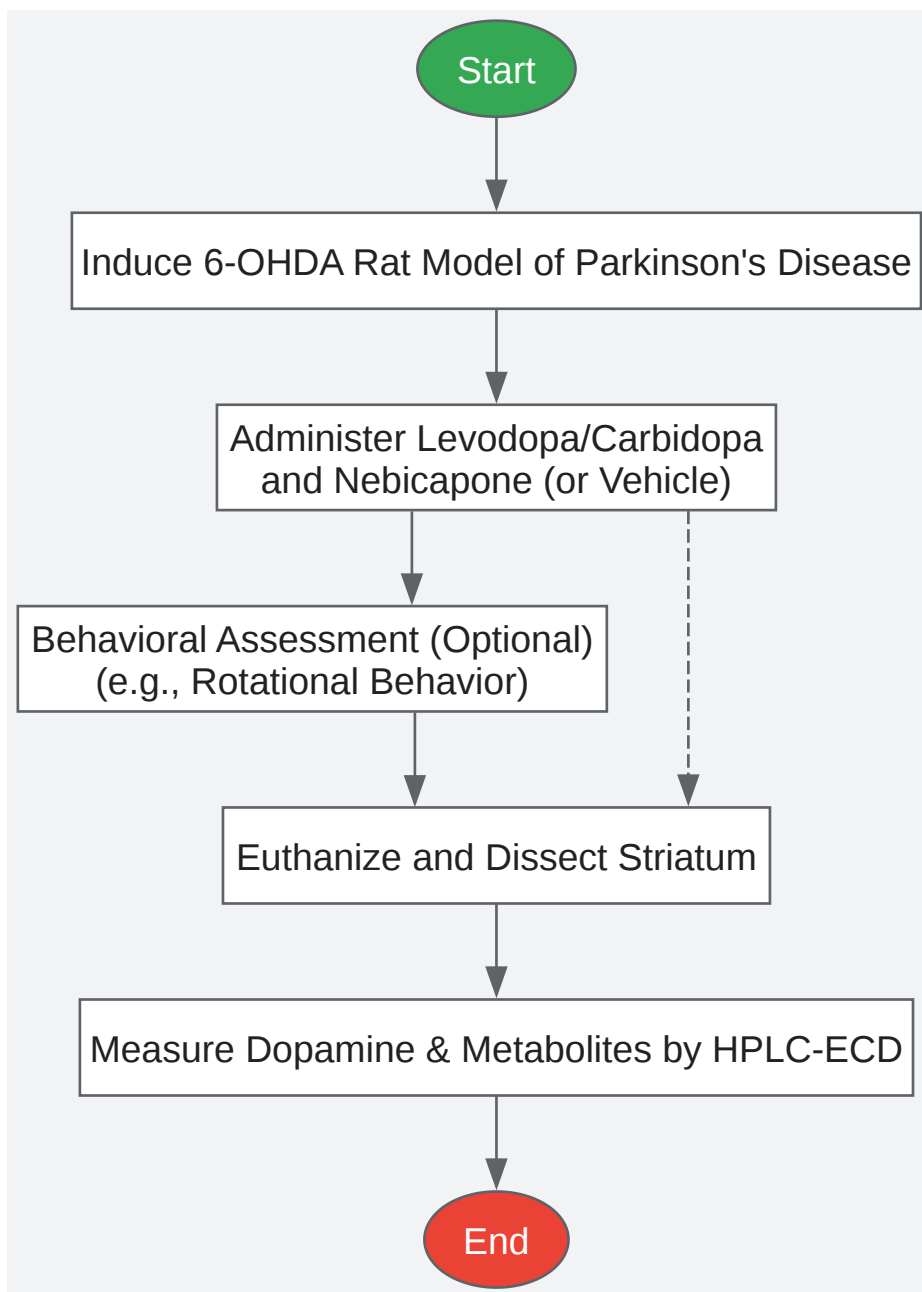 Start
Induce 6-OHDA Rat Model of Parkinson's Disease
Administer Levodopa/Carbidopa
and Nebicapone (or Vehicle)
Behavioral Assessment (Optional)
(e.g., Rotational Behavior)
Euthanize and Dissect Striatum
Measure Dopamine & Metabolites by HPLC-ECD
End